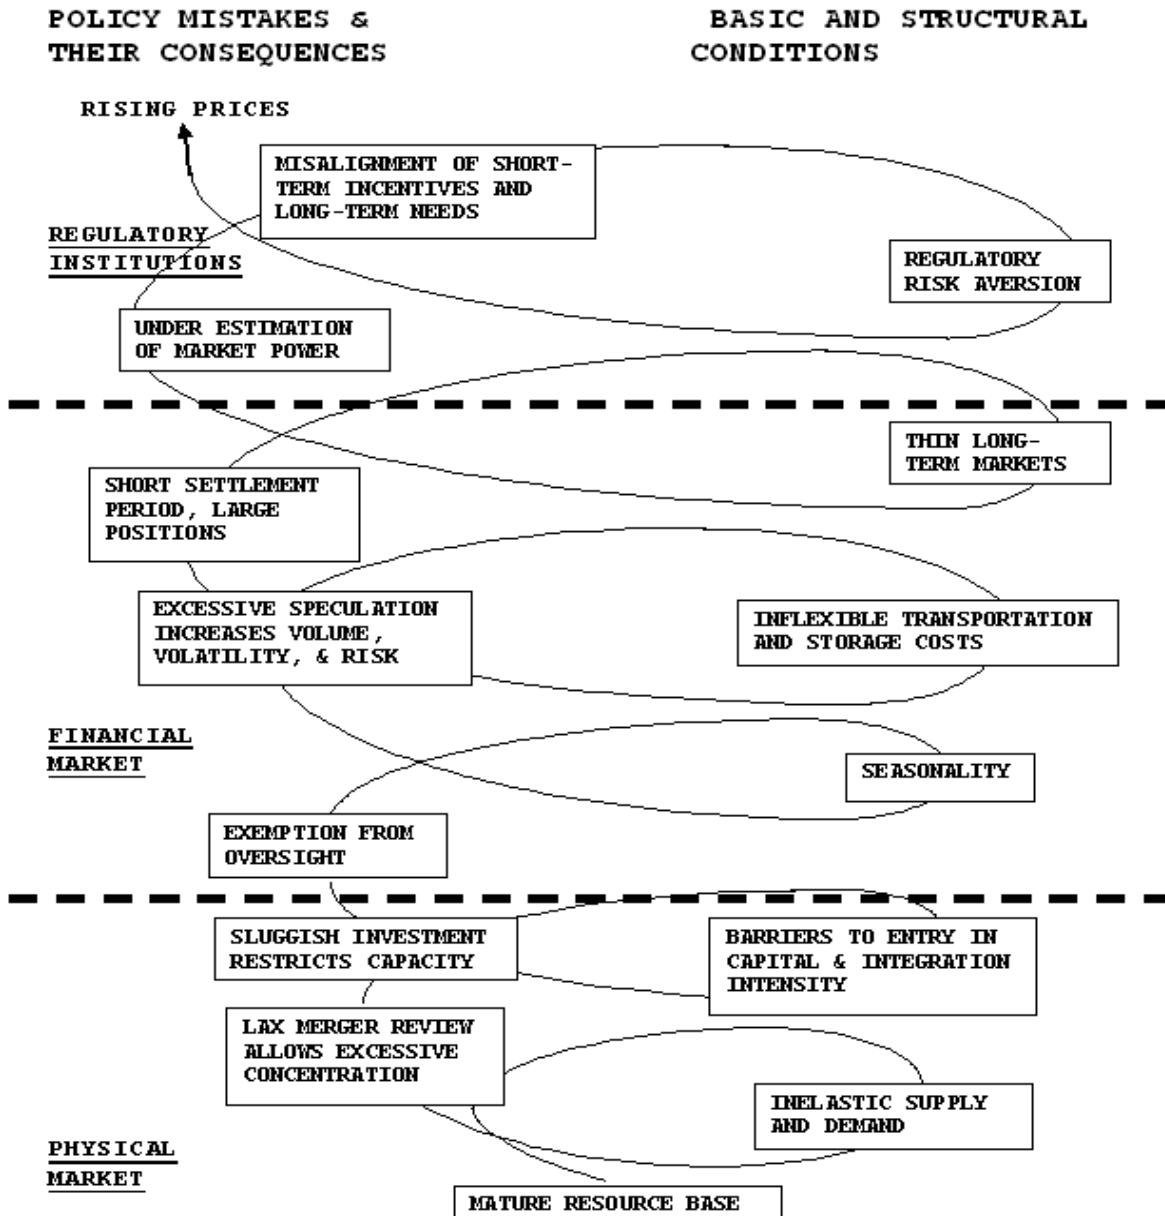 POLICY MISTAKES &
THEIR CONSEQUENCES
BASIC AND STRUCTURAL
CONDITIONS
RISING PRICES
MISALIGNMENT OF SHORT-
TERM INCENTIVES AND
LONG-TERM NEEDS
REGULATORY
INSTITUTIONS
REGULATORY
RISK AVERSION
UNDER ESTIMATION
OF MARKET POWER
THIN LONG-
TERM MARKETS
SHORT SETTLEMENT
PERIOD, LARGE
POSITIONS
EXCESSIVE SPECULATION
INCREASES VOLUME,
VOLATILITY, & RISK
INFLEXIBLE TRANSPORTATION
AND STORAGE COSTS
FINANCIAL
MARKET
SEASONALITY
EXEMPTION FROM
OVERSIGHT
SLUGGISH INVESTMENT
RESTRICTS CAPACITY
BARRIERS TO ENTRY IN
CAPITAL & INTEGRATION
INTENSITY
LAX MERGER REVIEW
ALLOWS EXCESSIVE
CONCENTRATION
INELASTIC SUPPLY
AND DEMAND
PHYSICAL
MARKET
MATURE RESOURCE BASE